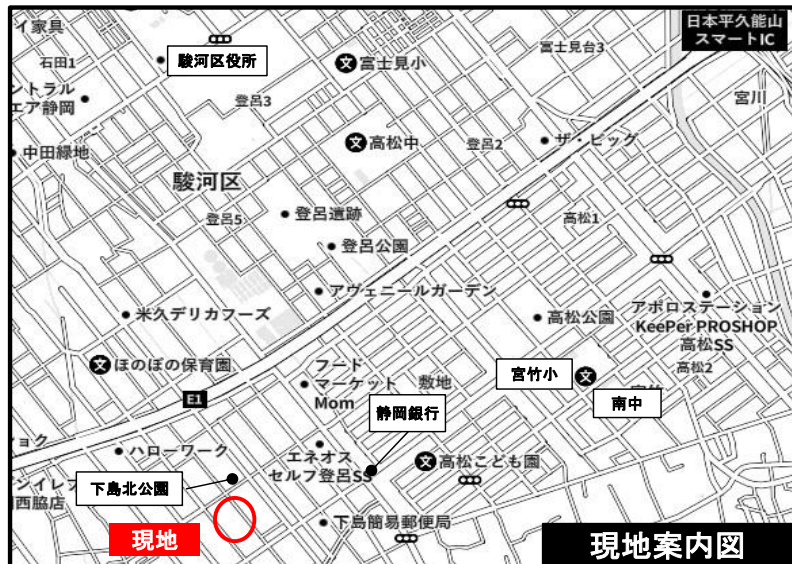 イ家具
石田1
駿河区役所
富士見小
富士見台3
日本平久能山
スマートIC
ントラル
エア静岡
登呂3
宮川
中田緑地
高松中
登呂2
ザ・ビッグ
駿河区
登呂5
登呂遺跡
高松1
登呂公園
アヴェニールガーデン
米久デリカフーズ
高松公園
アポロステーション
KeePer PROSHOP
高松SS
ほのぼの保育園
フード
マーケット
Mom
敷地
宮竹小
高松2
南中
E1
静岡銀行
ショク
ハローワーク
エネオス
セルフ登呂SS
高松こども園
下島北公園
西脇店
現地
下島簡易郵便局
現地案内図